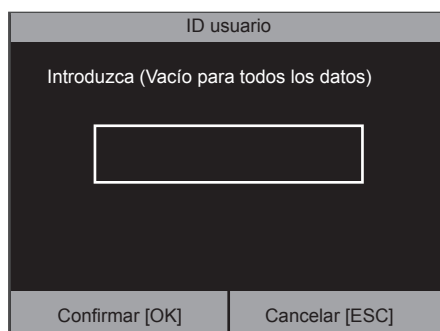 ID usuario
Introduzca (Vacío para todos los datos)
Confirmar [OK]
Cancelar [ESC]